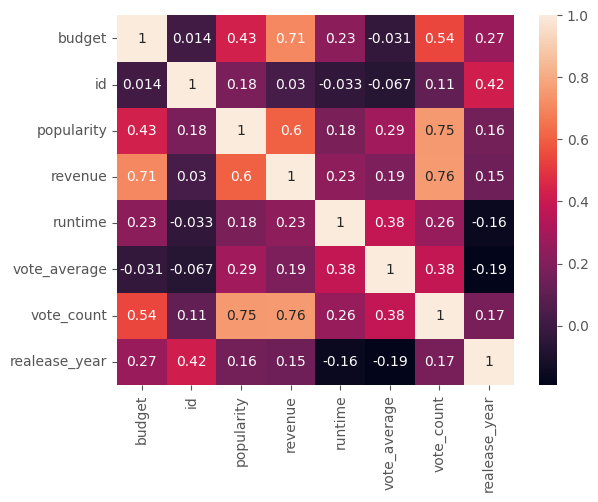 budget 1 0.014 0.43 0.71 0.23 -0.031 0.54 0.27
id 0.014 1 0.18 0.03 -0.033 -0.067 0.11 0.42
popularity 0.43 0.18 1 0.6 0.18 0.29 0.75 0.16
revenue 0.71 0.03 0.6 1 0.23 0.19 0.76 0.15
runtime 0.23 -0.033 0.18 0.23 1 0.38 0.26 -0.16
vote_average -0.031 -0.067 0.29 0.19 0.38 1 0.38 -0.19
vote_count 0.54 0.11 0.75 0.76 0.26 0.38 1 0.17
realease_year 0.27 0.42 0.16 0.15 -0.16 -0.19 0.17 1
budget id popularity revenue runtime vote_average vote_count realease_year
1.0
0.8
0.6
0.4
0.2
0.0